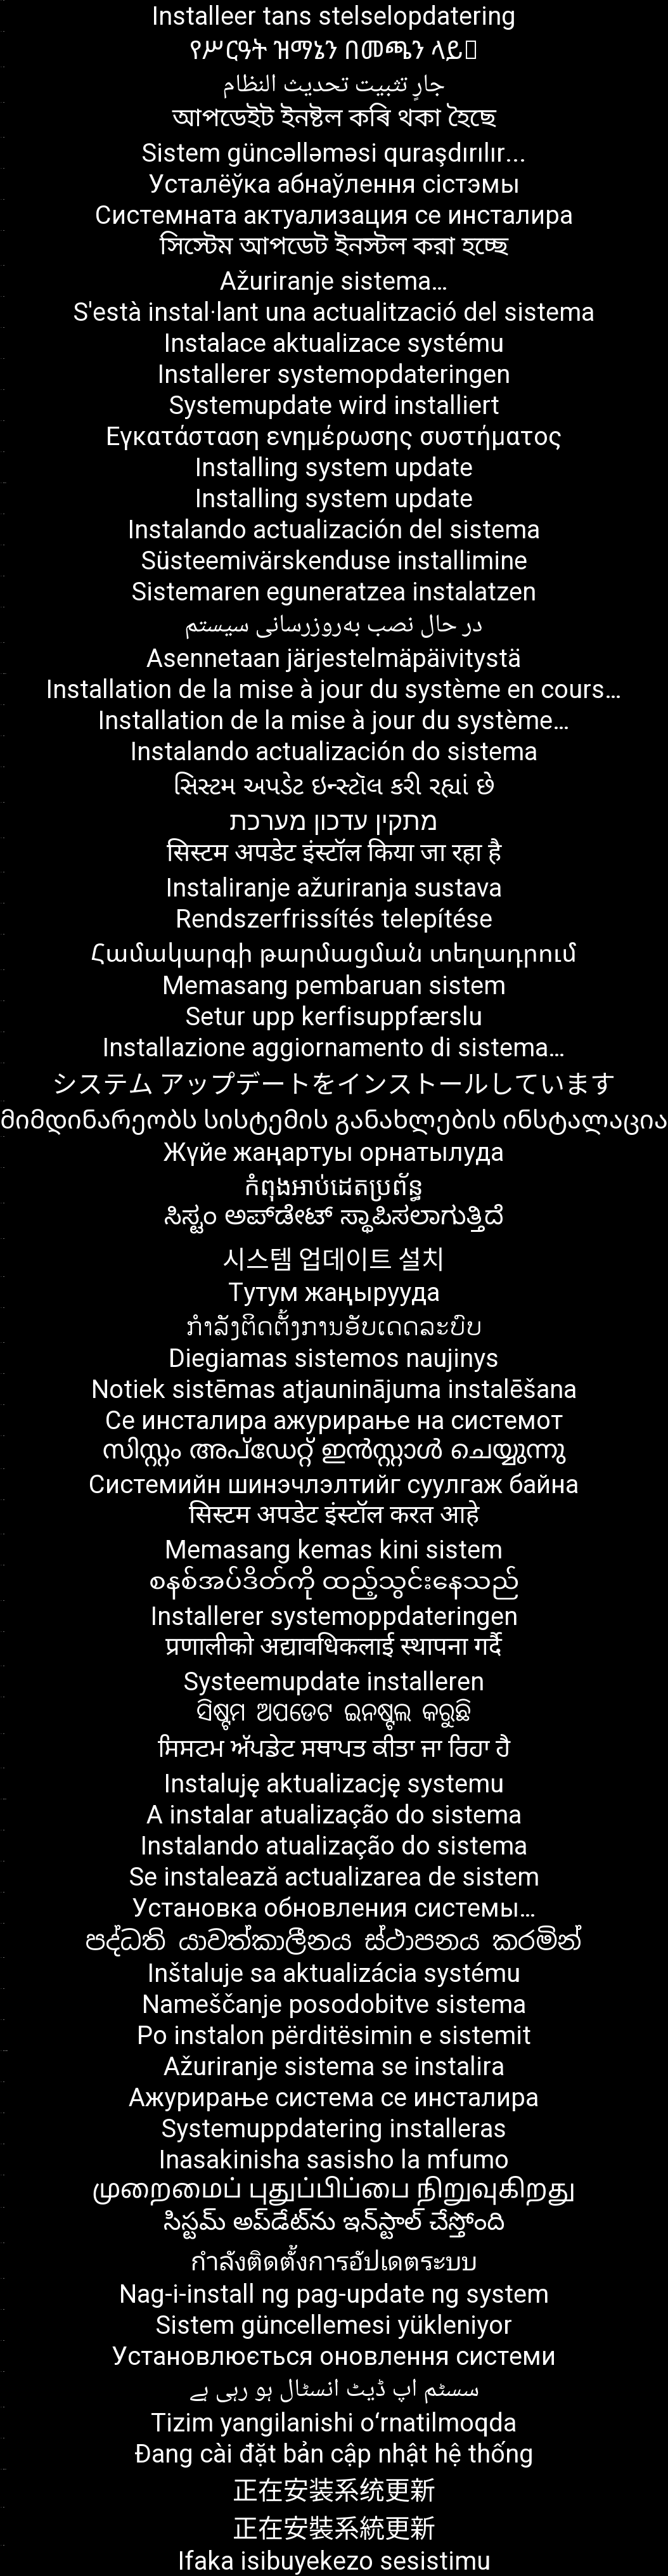 Installeer tans stelselopdatering
የሥርዓት ዝማኔን በመጫን ላይ
جارٍ تثبيت تحديث النظام
আপডেইট ইনষ্টল কৰি থকা হৈছে
Sistem güncəlləməsi quraşdırılır...
Усталёўка абнаўлення сістэмы
Системната актуализация се инсталира
সিস্টেম আপডেট ইনস্টল করা হচ্ছে
Ažuriranje sistema…
S'està instal·lant una actualització del sistema
Instalace aktualizace systému
Installerer systemopdateringen
Systemupdate wird installiert
Εγκατάσταση ενημέρωσης συστήματος
Installing system update
Installing system update
Instalando actualización del sistema
Süsteemivärskenduse installimine
Sistemaren eguneratzea instalatzen
در حال نصب به‌روزرسانی سیستم
Asennetaan järjestelmäpäivitystä
Installation de la mise à jour du système en cours…
Installation de la mise à jour du système…
Instalando actualización do sistema
સિસ્ટમ અપડેટ ઇન્સ્ટૉલ કરી રહ્યાં છે
מתקין עדכון מערכת
सिस्टम अपडेट इंस्टॉल किया जा रहा है
Instaliranje ažuriranja sustava
Rendszerfrissítés telepítése
Համակարգի թարմացման տեղադրում
Memasang pembaruan sistem
Setur upp kerfisuppfærslu
Installazione aggiornamento di sistema…
システム アップデートをインストールしています
მიმდინარეობს სისტემის განახლების ინსტალაცია
Жүйе жаңартуы орнатылуда
កំពុងអាប់ដេតប្រព័ន្ធ
ಸಿಸ್ಟಂ ಅಪ್‌ಡೇಟ್‌ ಸ್ಥಾಪಿಸಲಾಗುತ್ತಿದೆ
시스템 업데이트 설치
Тутум жаңырууда
ກຳລັງຕິດຕັ້ງການອັບເດດລະບົບ
Diegiamas sistemos naujinys
Notiek sistēmas atjauninājuma instalēšana
Се инсталира ажурирање на системот
സിസ്റ്റം അപ്‌ഡേറ്റ് ഇൻസ്റ്റാൾ ചെയ്യുന്നു
Системийн шинэчлэлтийг суулгаж байна
सिस्टम अपडेट इंस्टॉल करत आहे
Memasang kemas kini sistem
စနစ်အပ်ဒိတ်ကို ထည့်သွင်းနေသည်
Installerer systemoppdateringen
प्रणालीको अद्यावधिकलाई स्थापना गर्दै
Systeemupdate installeren
ସିଷ୍ଟମ ଅପଡେଟ ଇନଷ୍ଟଲ କରୁଛି
ਸਿਸਟਮ ਅੱਪਡੇਟ ਸਥਾਪਤ ਕੀਤਾ ਜਾ ਰਿਹਾ ਹੈ
Instaluję aktualizację systemu
A instalar atualização do sistema
Instalando atualização do sistema
Se instalează actualizarea de sistem
Установка обновления системы…
පද්ධති යාවත්කාලීනය ස්ථාපනය කරමින්
Inštaluje sa aktualizácia systému
Nameščanje posodobitve sistema
Po instalon përditësimin e sistemit
Ažuriranje sistema se instalira
Ажурирање система се инсталира
Systemuppdatering installeras
Inasakinisha sasisho la mfumo
முறைமைப் புதுப்பிப்பை நிறுவுகிறது
సిస్టమ్ అప్‌డేట్‌ను ఇన్‍స్టాల్ చేస్తోంది
กำลังติดตั้งการอัปเดตระบบ
Nag-i-install ng pag-update ng system
Sistem güncellemesi yükleniyor
Установлюється оновлення системи
سسٹم اپ ڈیٹ انسٹال ہو رہی ہے
Tizim yangilanishi o‘rnatilmoqda
Đang cài đặt bản cập nhật hệ thống
正在安装系统更新
正在安裝系統更新
Ifaka isibuyekezo sesistimu